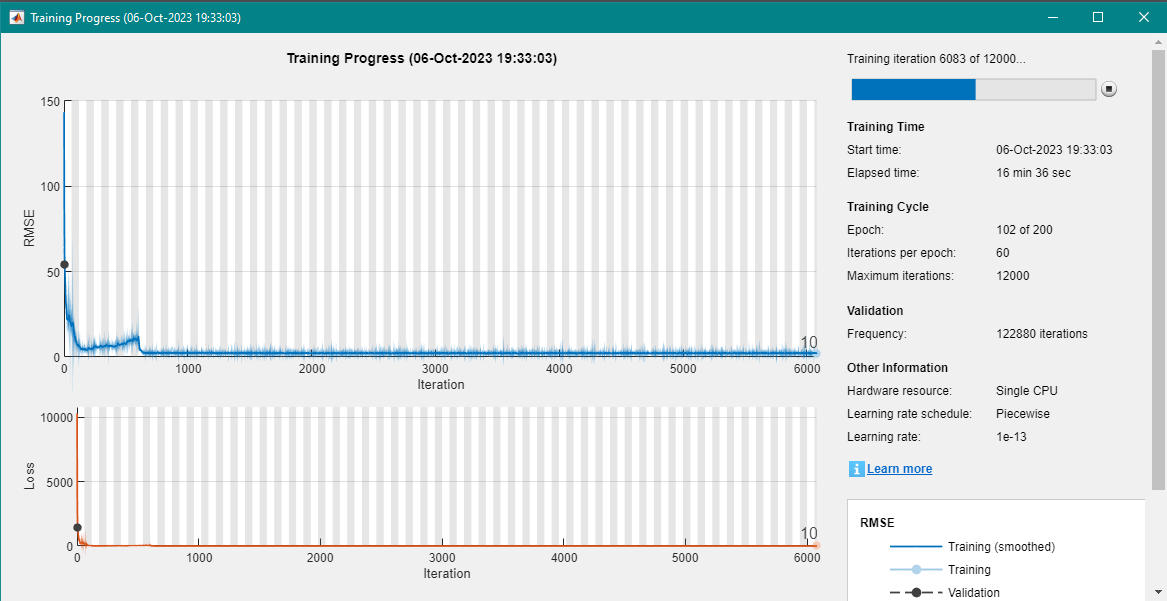 Training Progress (06-Oct-2023 19:33:03)
Training Progress (06-Oct-2023 19:33:03)
150
100
50
0
RMSE
0 1000 2000 3000 4000 5000 6000
Iteration
10
10000
5000
0
Loss
0 1000 2000 3000 4000 5000 6000
Iteration
10
Training iteration 6083 of 12000...
Training Time
Start time: 06-Oct-2023 19:33:03
Elapsed time: 16 min 36 sec
Training Cycle
Epoch: 102 of 200
Iterations per epoch: 60
Maximum iterations: 12000
Validation
Frequency: 122880 iterations
Other Information
Hardware resource: Single CPU
Learning rate schedule: Piecewise
Learning rate: 1e-13
i Learn more
RMSE
Training (smoothed)
Training
Validation